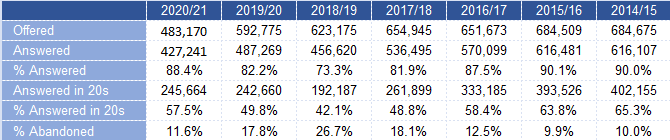 2020/21 2019/20 2018/19 2017/18 2016/17 2015/16 2014/15
Offered 483,170 592,775 623,175 654,945 651,673 684,509 684,675
Answered 427,241 487,269 456,620 536,495 570,099 616,481 616,107
% Answered 88.4% 82.2% 73.3% 81.9% 87.5% 90.1% 90.0%
Answered in 20s 245,664 242,660 192,187 261,899 333,185 393,526 402,155
% Answered in 20s 57.5% 49.8% 42.1% 48.8% 58.4% 63.8% 65.3%
% Abandoned 11.6% 17.8% 26.7% 18.1% 12.5% 9.9% 10.0%